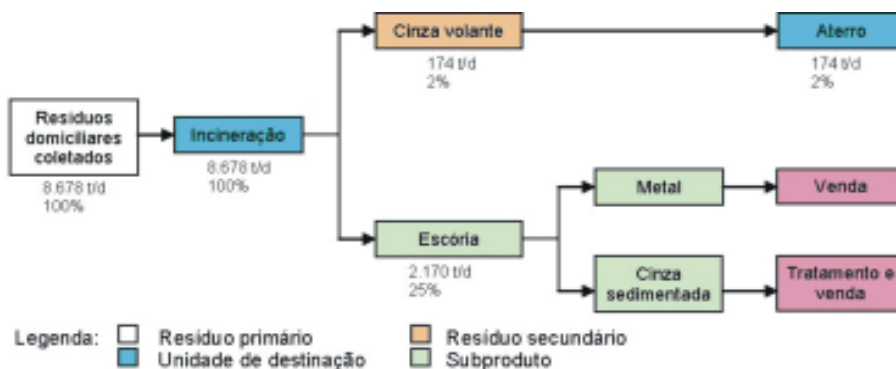 Cinza volante
174 t/d
2%
Aterro
174 t/d
2%
Resíduos
domiciliares
coletados
8.678 t/d
100%
Incineração
8.678 t/d
100%
Metal
Venda
Escória
2.170 t/d
25%
Cinza
sedimentada
Tratamento e
venda
Legenda:
Resíduo primário
Resíduo secundário
Unidade de destinação
Subproduto